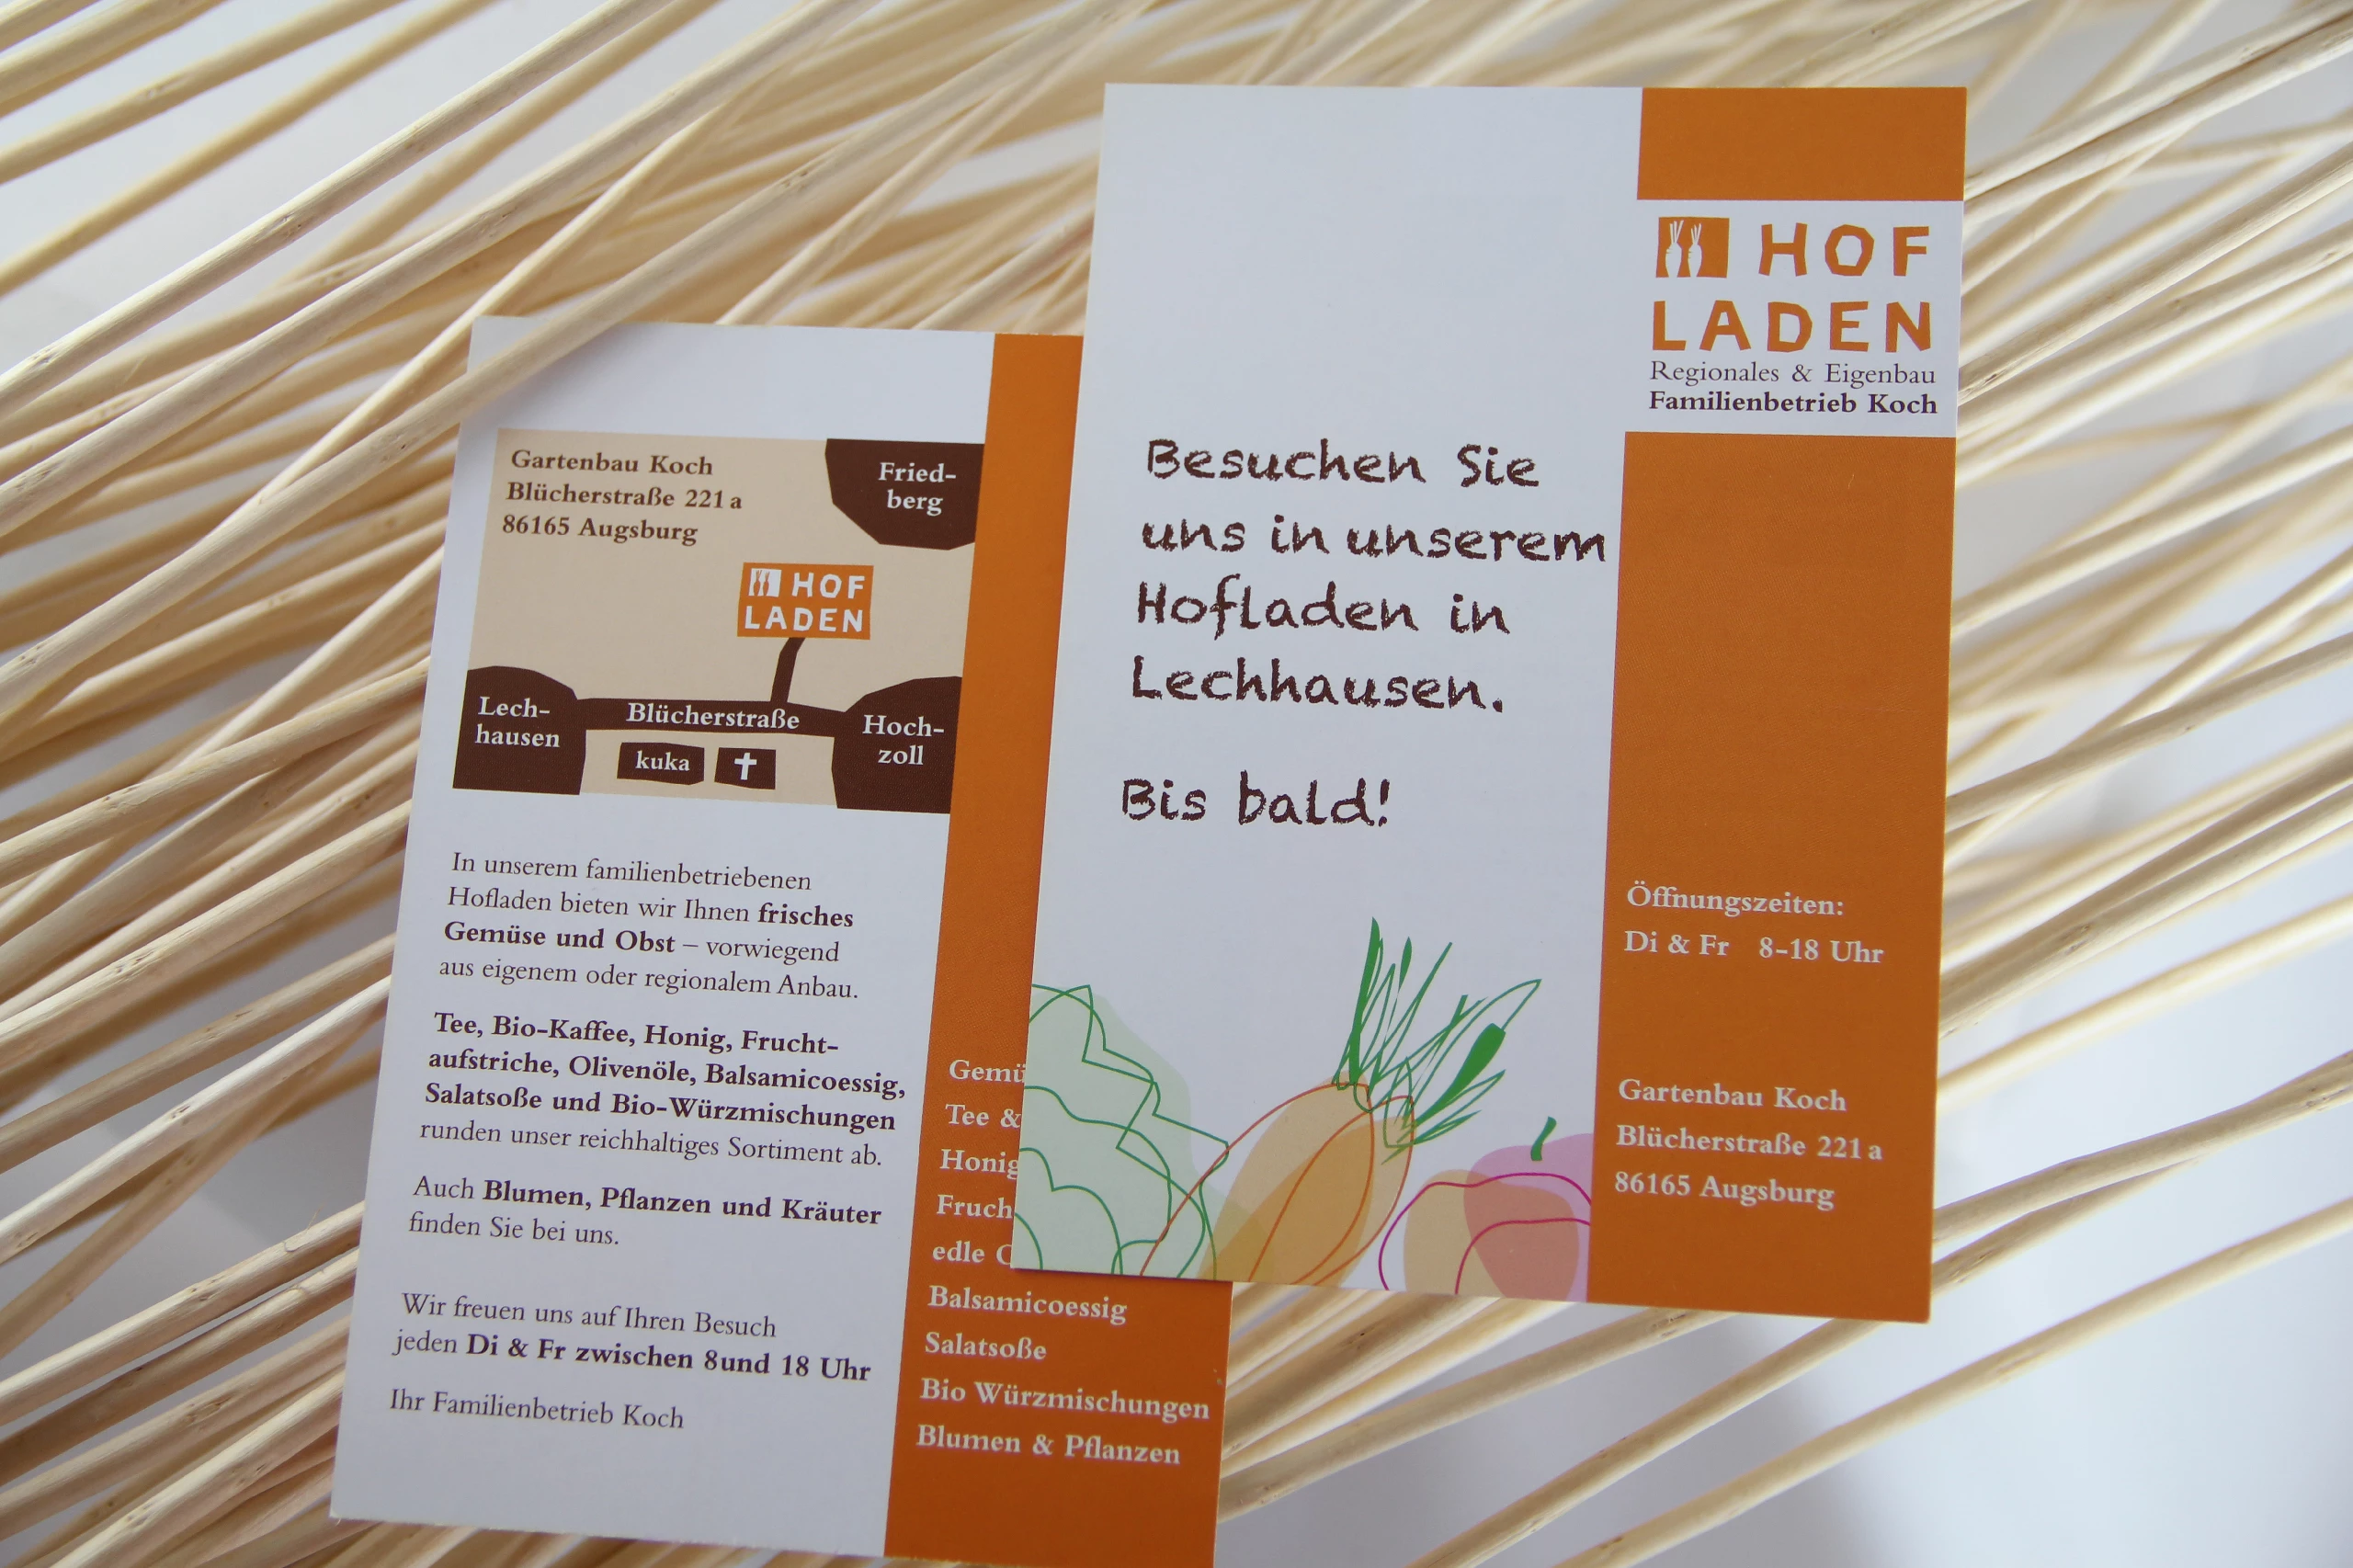 Gartenbau Koch
Blücherstraße 221 a
86165 Augsburg
Fried-
berg
HOF
LADEN
Lech-
hausen
Blücherstraße
Hoch-
zoll
kuka
In unserem familienbetriebenen
Hofladen bieten wir Ihnen frisches
Gemüse und Obst – vorwiegend
aus eigenem oder regionalem Anbau.
Tee, Bio-Kaffee, Honig, Frucht-
aufstriche, Olivenöle, Balsamicoessig,
Salatsoße und Bio-Würzmischungen
runden unser reichhaltiges Sortiment ab.
Auch Blumen, Pflanzen und Kräuter
finden Sie bei uns.
Wir freuen uns auf Ihren Besuch
jeden Di & Fr zwischen 8und 18 Uhr
Ihr Familienbetrieb Koch
Tee &
Honig
edle
Balsamicoessig
Salatsoße
Bio Würzmischungen
Blumen & Pflanzen
HOF
LADEN
Regionales & Eigenbau
Familienbetrieb Koch
Besuchen Sie
uns in unserem
Hofladen in
Lechhausen.
Bis bald!
Öffnungszeiten:
Di & Fr 8-18 Uhr
Gartenbau Koch
Blücherstraße 221 a
86165 Augsburg